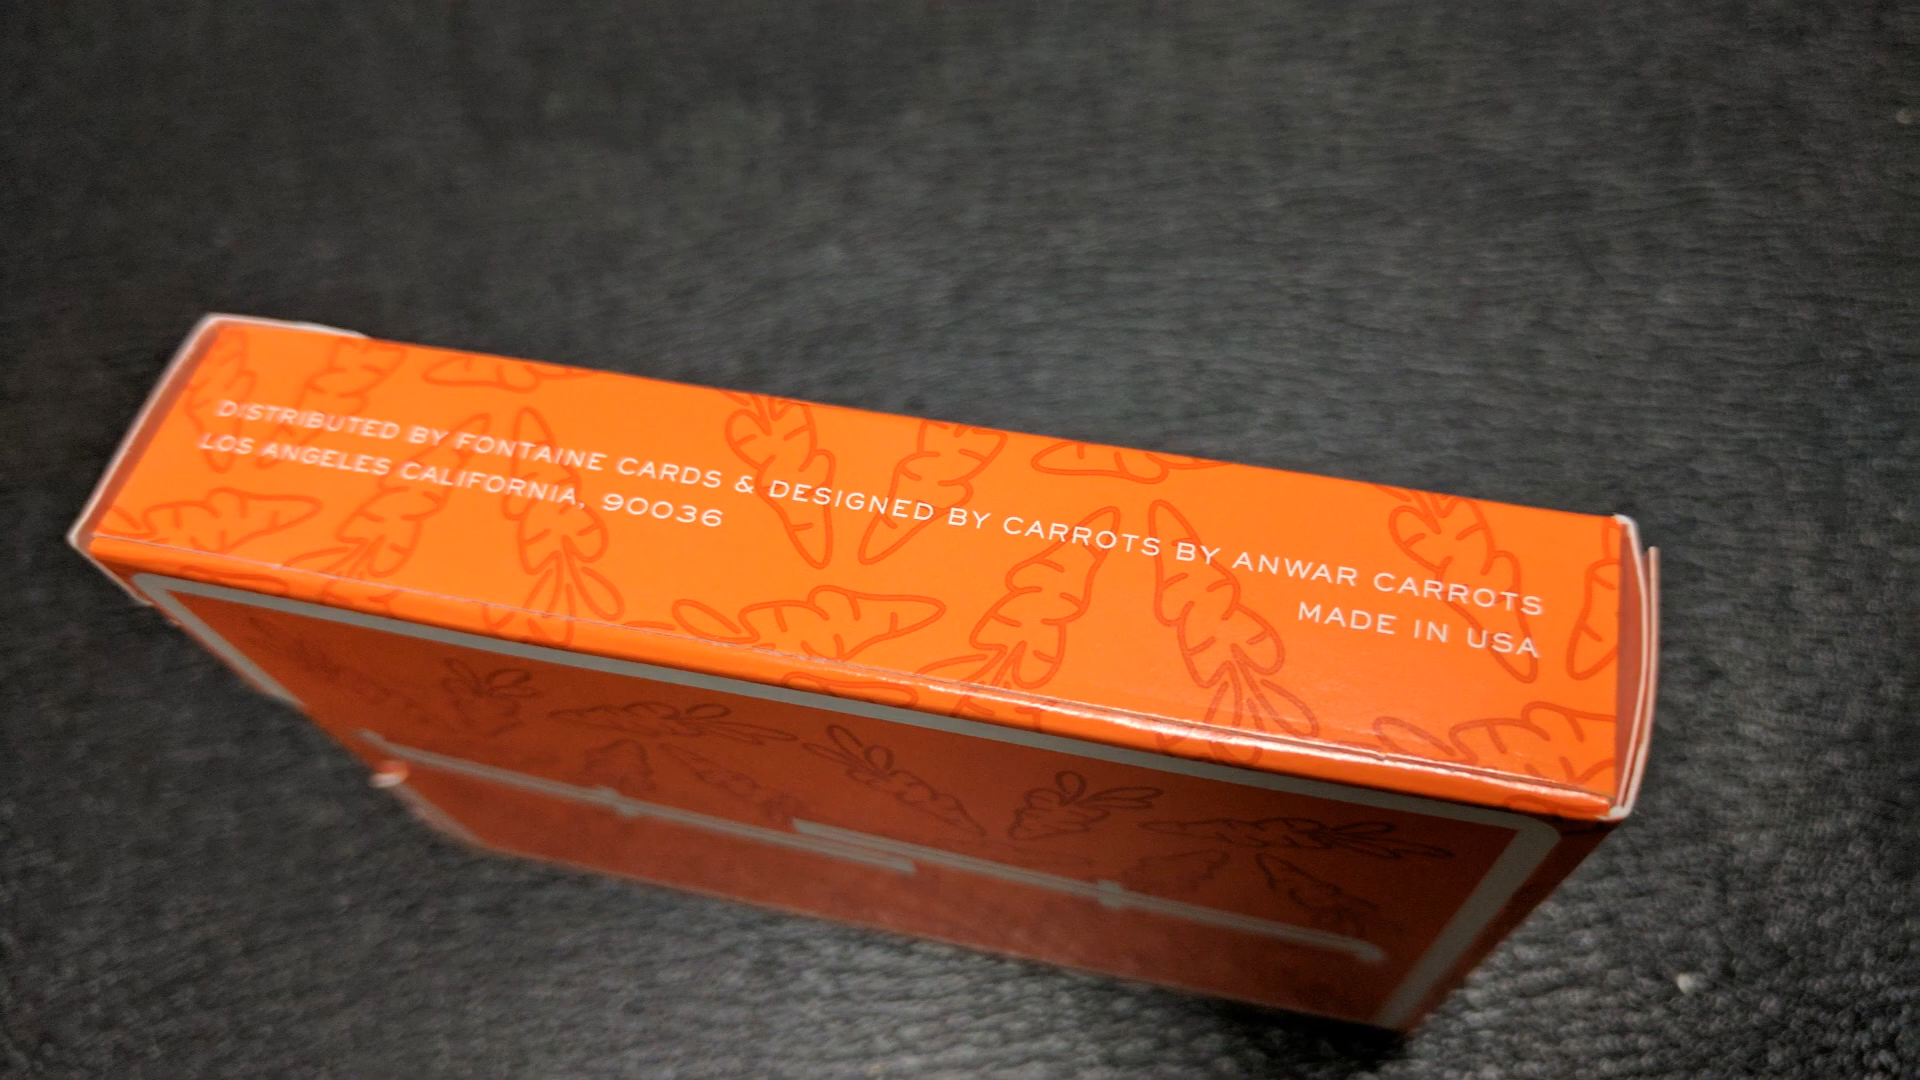 DISTRIBUTED BY FONTAINE CARDS & DESIGNED BY CARROTS BY ANWAR CARROTS
LOS ANGELES CALIFORNIA, 90036
MADE IN USA